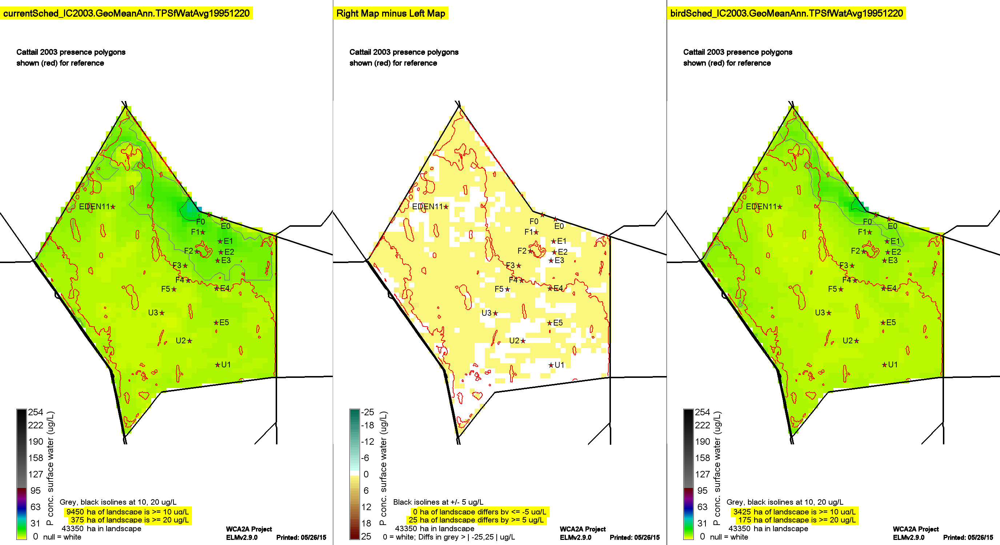 currentSched_IC2003.GeoMeanAnn.TPSfWatAvg19951220
Cattail 2003 presence polygons
shown (red) for reference
EDEN11
F0
E0
F1
E1
F2
E2
E3
F3
F4
F5
E4
U3
E5
U2
U1
254
222
190
158
127
95
63
31
0
P conc. surface water (ug/L)
null = white
Grey, black isolines at 10, 20 ug/L
9450 ha of landscape is >= 10 ug/L
375 ha of landscape is >= 20 ug/L
43350 ha in landscape
WCA2A Project
ELMv2.9.0
Printed: 05/26/15
Right Map minus Left Map
Cattail 2003 presence polygons
shown (red) for reference
EDEN11
F0
E0
F1
E1
F2
E2
E3
F3
F4
F5
E4
U3
E5
U2
U1
-25
-18
-12
-6
0
6
12
18
25
P conc. surface water (ug/L)
Black isolines at +/- 5 ug/L
0 ha of landscape differs by <= -5 ug/L
25 ha of landscape differs by >= 5 ug/L
43350 ha in landscape
0 = white; Diffs in grey > | -25,25 | ug/L
WCA2A Project
ELMv2.9.0
Printed: 05/26/15
birdSched_IC2003.GeoMeanAnn.TPSfWatAvg19951220
Cattail 2003 presence polygons
shown (red) for reference
EDEN11
F0
E0
F1
E1
F2
E2
E3
F3
F4
F5
E4
U3
E5
U2
U1
254
222
190
158
127
95
63
31
0
P conc. surface water (ug/L)
null = white
Grey, black isolines at 10, 20 ug/L
3425 ha of landscape is >= 10 ug/L
175 ha of landscape is >= 20 ug/L
43350 ha in landscape
WCA2A Project
ELMv2.9.0
Printed: 05/26/15